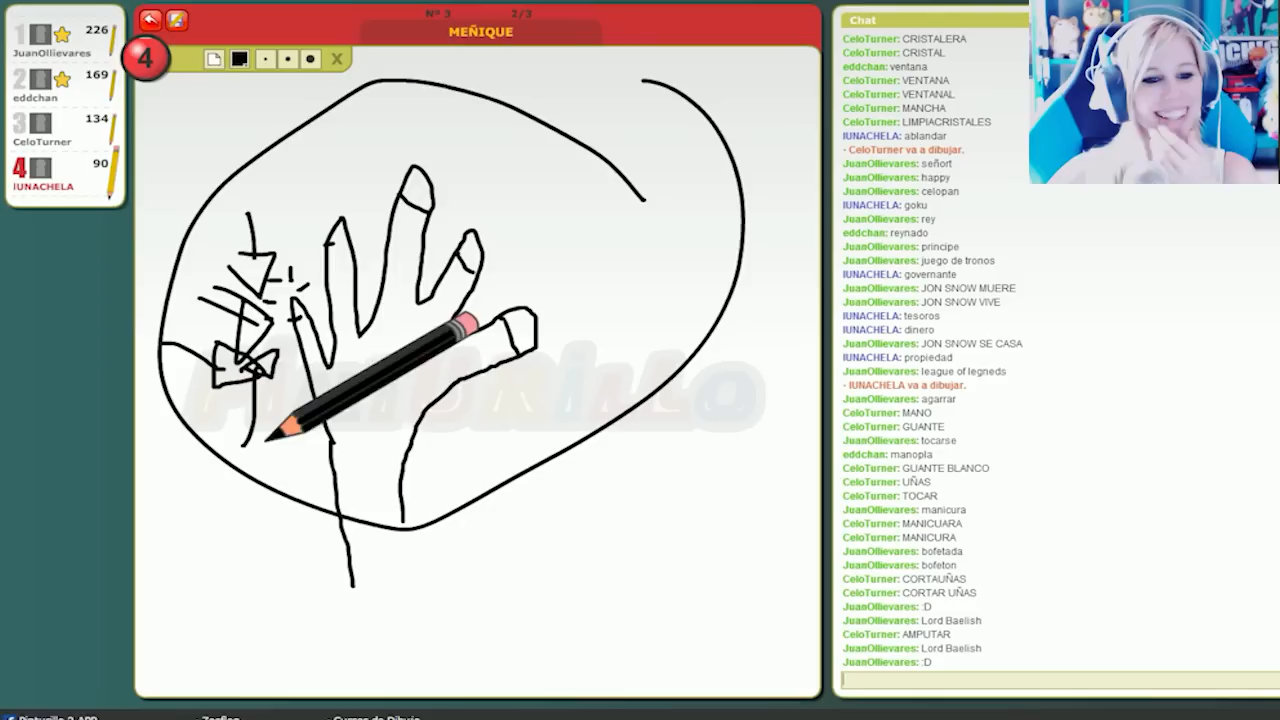 1 226
JuanOllievares
2 169
eddchan
3 134
CeloTurner
4 90
IUNACHELA
Nº 3 2/3
MEÑIQUE
4
X
Chat
CeloTurner: CRISTALERA
CeloTurner: CRISTAL
eddchan: ventana
CeloTurner: VENTANA
CeloTurner: VENTANAL
CeloTurner: MANCHA
CeloTurner: LIMPIACRISTALES
IUNACHELA: ablandar
· CeloTurner va a dibujar.
JuanOllievares: señort
JuanOllievares: happy
JuanOllievares: celopan
IUNACHELA: goku
JuanOllievares: rey
eddchan: reynado
JuanOllievares: principe
JuanOllievares: juego de tronos
IUNACHELA: governante
JuanOllievares: JON SNOW MUERE
JuanOllievares: JON SNOW VIVE
IUNACHELA: tesoros
IUNACHELA: dinero
JuanOllievares: JON SNOW SE CASA
IUNACHELA: propiedad
JuanOllievares: league of legneds
· IUNACHELA va a dibujar.
JuanOllievares: agarrar
CeloTurner: MANO
CeloTurner: GUANTE
JuanOllievares: tocarse
eddchan: manopla
CeloTurner: GUANTE BLANCO
CeloTurner: UÑAS
CeloTurner: TOCAR
JuanOllievares: manicura
CeloTurner: MANICUARA
CeloTurner: MANICURA
JuanOllievares: bofetada
JuanOllievares: bofeton
CeloTurner: CORTAUÑAS
CeloTurner: CORTAR UÑAS
JuanOllievares: :D
JuanOllievares: Lord Baelish
CeloTurner: AMPUTAR
JuanOllievares: Lord Baelish
JuanOllievares: :D